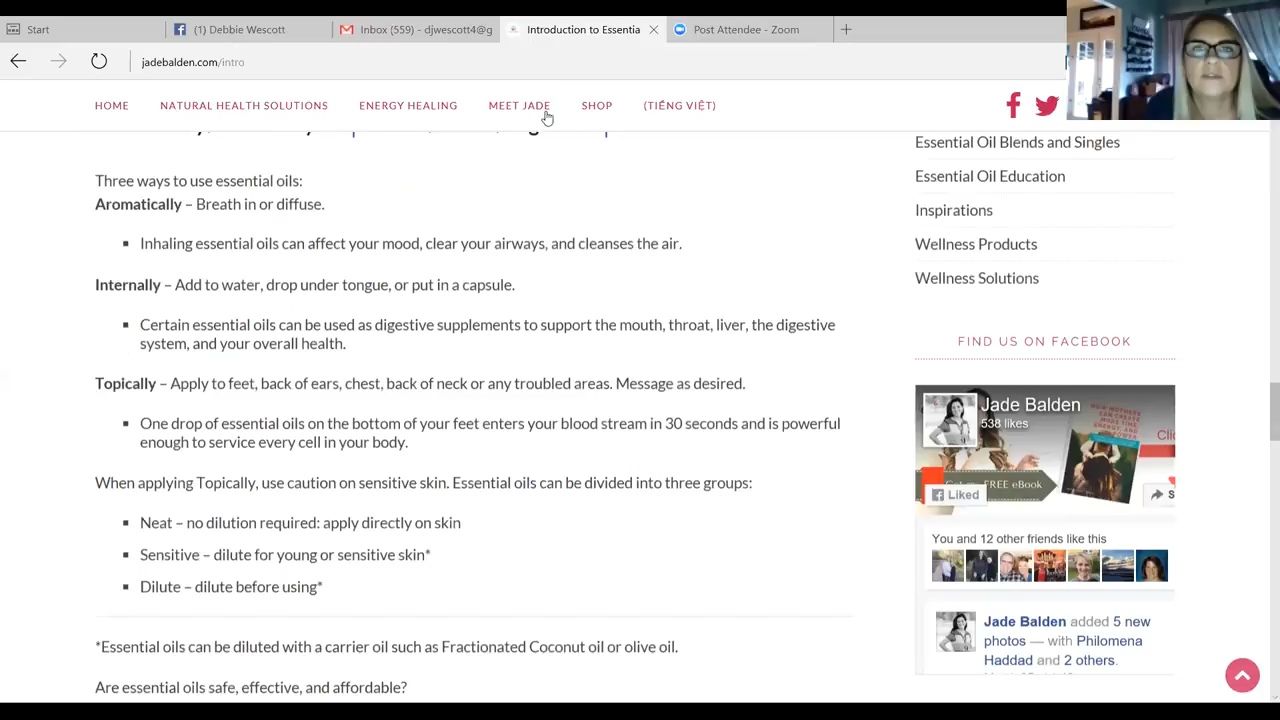 Start
(1) Debbie Wescott
Inbox (559) - djwescott4@g
Introduction to Essentia
Post Attendee - Zoom
jadebalden.com/intro
HOME NATURAL HEALTH SOLUTIONS ENERGY HEALING MEET JADE SHOP (TIẾNG VIỆT)
Three ways to use essential oils:
Aromatically – Breath in or diffuse.
Inhaling essential oils can affect your mood, clear your airways, and cleanses the air.
Internally – Add to water, drop under tongue, or put in a capsule.
Certain essential oils can be used as digestive supplements to support the mouth, throat, liver, the digestive
system, and your overall health.
Topically – Apply to feet, back of ears, chest, back of neck or any troubled areas. Message as desired.
One drop of essential oils on the bottom of your feet enters your blood stream in 30 seconds and is powerful
enough to service every cell in your body.
When applying Topically, use caution on sensitive skin. Essential oils can be divided into three groups:
Neat – no dilution required: apply directly on skin
Sensitive – dilute for young or sensitive skin*
Dilute – dilute before using*
*Essential oils can be diluted with a carrier oil such as Fractionated Coconut oil or olive oil.
Are essential oils safe, effective, and affordable?
Essential Oil Blends and Singles
Essential Oil Education
Inspirations
Wellness Products
Wellness Solutions
FIND US ON FACEBOOK
Jade Balden
538 likes
FREE eBook
Liked
You and 12 other friends like this
Jade Balden added 5 new
photos — with Philomena
Haddad and 2 others.